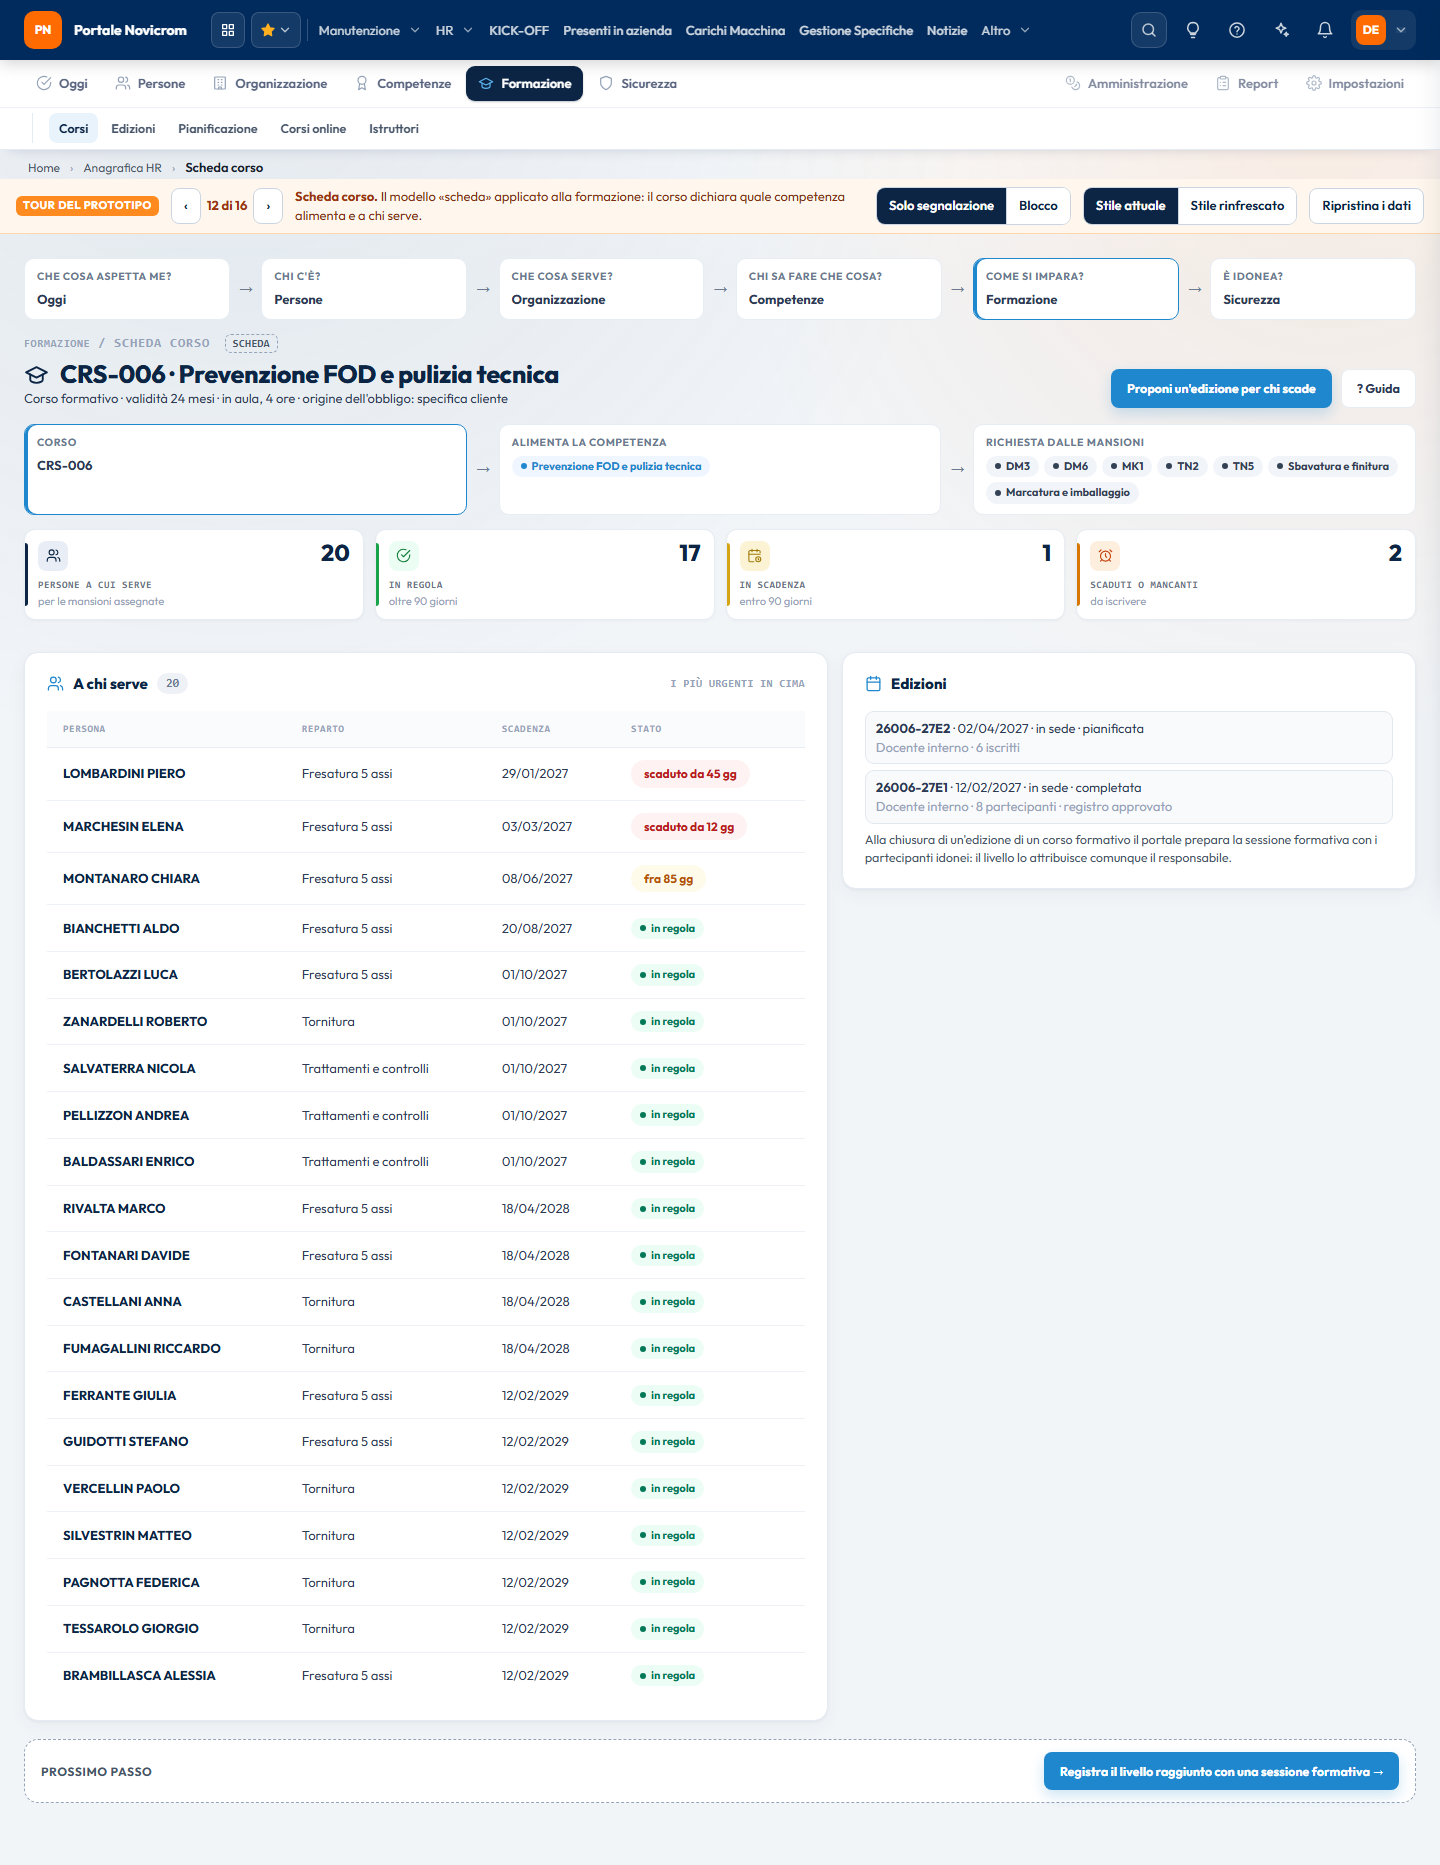 PN Portale Novicrom Manutenzione HR KICK-OFF Presenti in azienda Carichi Macchina Gestione Specifiche Notizie Altro DE
Oggi Persone Organizzazione Competenze Formazione Sicurezza Amministrazione Report Impostazioni
Corsi Edizioni Pianificazione Corsi online Istruttori
Home › Anagrafica HR › Scheda corso
TOUR DEL PROTOTIPO ‹ 12 di 16 › Scheda corso. Il modello «scheda» applicato alla formazione: il corso dichiara quale competenza
alimenta e a chi serve.
Solo segnalazione Blocco Stile attuale Stile rinfrescato Ripristina i dati
CHE COSA ASPETTA ME?
Oggi
→
CHI C'È?
Persone
→
CHE COSA SERVE?
Organizzazione
→
CHI SA FARE CHE COSA?
Competenze
→
COME SI IMPARA?
Formazione
→
È IDONEA?
Sicurezza
FORMAZIONE / SCHEDA CORSO SCHEDA
CRS-006 · Prevenzione FOD e pulizia tecnica
Corso formativo · validità 24 mesi · in aula, 4 ore · origine dell'obbligo: specifica cliente
Proponi un'edizione per chi scade ? Guida
CORSO
CRS-006
→
ALIMENTA LA COMPETENZA
Prevenzione FOD e pulizia tecnica
→
RICHIESTA DALLE MANSIONI
DM3 DM6 MK1 TN2 TN5 Sbavatura e finitura
Marcatura e imballaggio
20
PERSONE A CUI SERVE
per le mansioni assegnate
17
IN REGOLA
oltre 90 giorni
1
IN SCADENZA
entro 90 giorni
2
SCADUTI O MANCANTI
da iscrivere
A chi serve 20 I PIÙ URGENTI IN CIMA
PERSONA REPARTO SCADENZA STATO
LOMBARDINI PIERO Fresatura 5 assi 29/01/2027 scaduto da 45 gg
MARCHESIN ELENA Fresatura 5 assi 03/03/2027 scaduto da 12 gg
MONTANARO CHIARA Fresatura 5 assi 08/06/2027 fra 85 gg
BIANCHETTI ALDO Fresatura 5 assi 20/08/2027 in regola
BERTOLAZZI LUCA Fresatura 5 assi 01/10/2027 in regola
ZANARDELLI ROBERTO Tornitura 01/10/2027 in regola
SALVATERRA NICOLA Trattamenti e controlli 01/10/2027 in regola
PELLIZZON ANDREA Trattamenti e controlli 01/10/2027 in regola
BALDASSARI ENRICO Trattamenti e controlli 01/10/2027 in regola
RIVALTA MARCO Fresatura 5 assi 18/04/2028 in regola
FONTANARI DAVIDE Fresatura 5 assi 18/04/2028 in regola
CASTELLANI ANNA Tornitura 18/04/2028 in regola
FUMAGALLINI RICCARDO Tornitura 18/04/2028 in regola
FERRANTE GIULIA Fresatura 5 assi 12/02/2029 in regola
GUIDOTTI STEFANO Fresatura 5 assi 12/02/2029 in regola
VERCELLIN PAOLO Tornitura 12/02/2029 in regola
SILVESTRIN MATTEO Tornitura 12/02/2029 in regola
PAGNOTTA FEDERICA Tornitura 12/02/2029 in regola
TESSAROLO GIORGIO Tornitura 12/02/2029 in regola
BRAMBILLASCA ALESSIA Fresatura 5 assi 12/02/2029 in regola
Edizioni
26006-27E2 · 02/04/2027 · in sede · pianificata
Docente interno · 6 iscritti
26006-27E1 · 12/02/2027 · in sede · completata
Docente interno · 8 partecipanti · registro approvato
Alla chiusura di un'edizione di un corso formativo il portale prepara la sessione formativa con i
partecipanti idonei: il livello lo attribuisce comunque il responsabile.
PROSSIMO PASSO Registra il livello raggiunto con una sessione formativa →